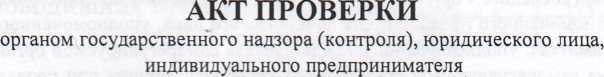 АКТ ПРОВЕРКИ
органом государственного надзора (контроля), юридического лица,
индивидуального предпринимателя